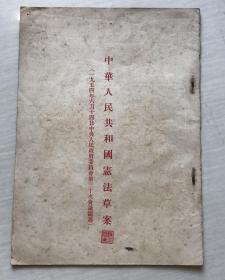 中華人民共和國憲法草案
（一九五四年六月十四日中央人民政府委員會第三十次會議通過）